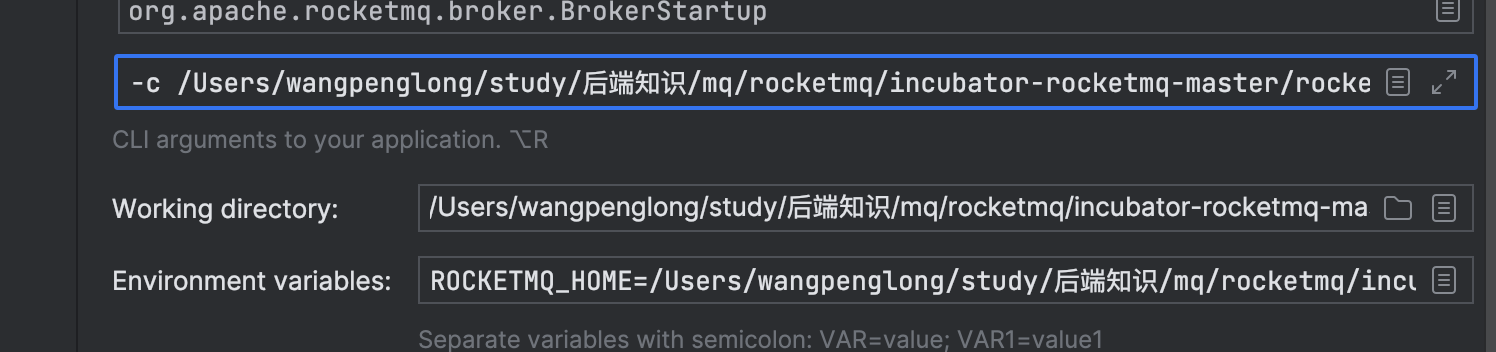 org.apache.rocketmq.broker.BrokerStartup
-c /Users/wangpenglong/study/后端知识/mq/rocketmq/incubator-rocketmq-master/rocke
CLI arguments to your application. ⌥R
Working directory: /Users/wangpenglong/study/后端知识/mq/rocketmq/incubator-rocketmq-ma
Environment variables: ROCKETMQ_HOME=/Users/wangpenglong/study/后端知识/mq/rocketmq/incu
Separate variables with semicolon: VAR=value; VAR1=value1